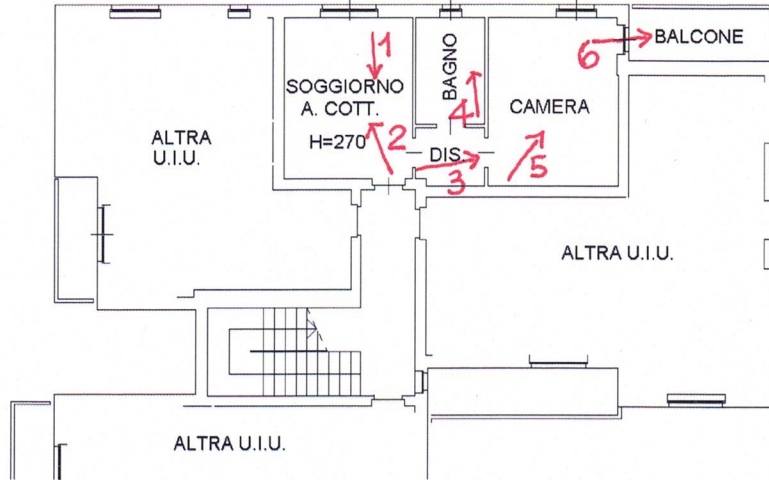 BALCONE
6
1
BAGNO
SOGGIORNO
A. COTT.
4
CAMERA
H=270
2
ALTRA
U.I.U.
DIS.
3
5
ALTRA U.I.U.
ALTRA U.I.U.